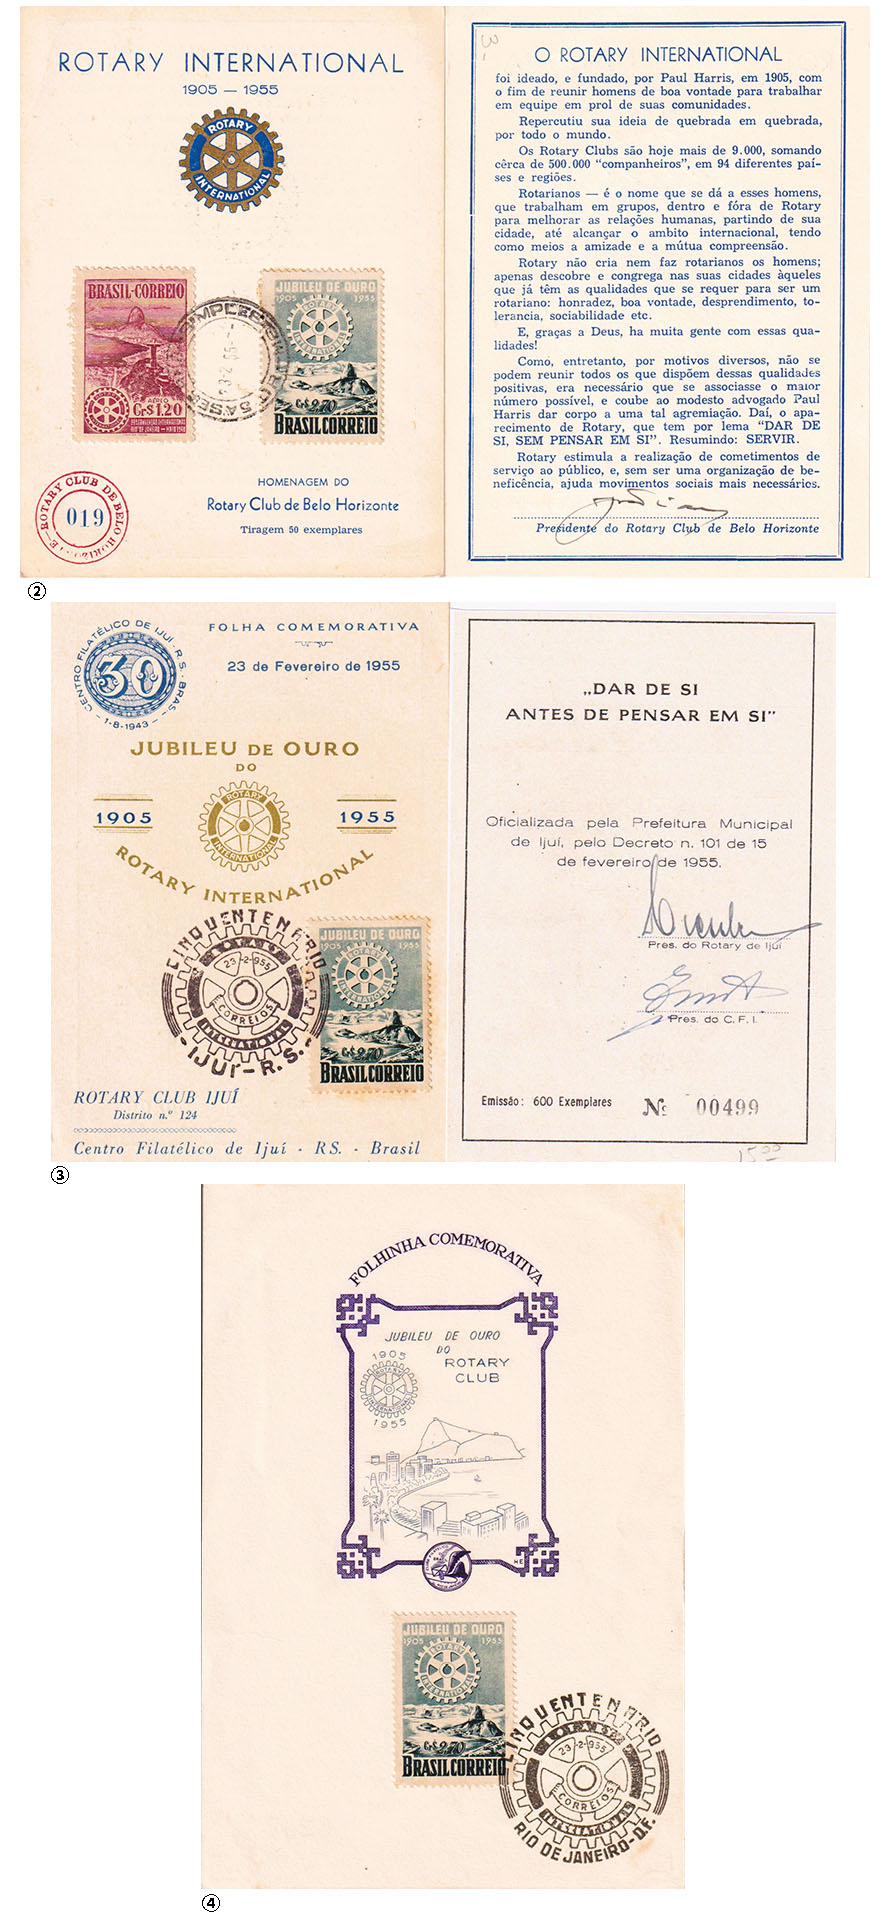 ROTARY INTERNATIONAL
1905 — 1955
ROTARY
INTERNATIONAL
BRASIL-CORREIO
AÉREO
Crs 1,20
JUBILEU DE OURO
1905 1955
ROTARY
INTERNATIONAL
Cr$ 2,70
BRASIL CORREIO
HOMENAGEM DO
Rotary Club de Belo Horizonte
Tiragem 50 exemplares
ROTARY CLUB DE BELO HORIZONTE
019
O ROTARY INTERNATIONAL
foi ideado, e fundado, por Paul Harris, em 1905, com
o fim de reunir homens de boa vontade para trabalhar
em equipe em prol de suas comunidades.
Repercutiu sua ideia de quebrada em quebrada,
por todo o mundo.
Os Rotary Clubs são hoje mais de 9.000, somando
cêrca de 500.000 "companheiros", em 94 diferentes paí-
ses e regiões.
Rotarianos — é o nome que se dá a esses homens,
que trabalham em grupos, dentro e fóra de Rotary
para melhorar as relações humanas, partindo de sua
cidade, até alcançar o ambito internacional, tendo
como meios a amizade e a mútua compreensão.
Rotary não cria nem faz rotarianos os homens;
apenas descobre e congrega nas suas cidades àqueles
que já têm as qualidades que se requer para ser um
rotariano: honradez, boa vontade, desprendimento, to-
lerancia, sociabilidade etc.
E, graças a Deus, ha muita gente com essas qua-
lidades!
Como, entretanto, por motivos diversos, não se
podem reunir todos os que dispõem dessas qualidades
positivas, era necessário que se associasse o maior
número possível, e coube ao modesto advogado Paul
Harris dar corpo a uma tal agremiação. Daí, o apa-
recimento de Rotary, que tem por lema "DAR DE
SI, SEM PENSAR EM SI". Resumindo: SERVIR.
Rotary estimula a realização de cometimentos de
serviço ao público, e, sem ser uma organização de be-
neficência, ajuda movimentos sociais mais necessários.
Presidente do Rotary Club de Belo Horizonte
2
CENTRO FILATÉLICO DE IJUÍ - R S - BRASIL
30
- 1-8-1943 -
FOLHA COMEMORATIVA
23 de Fevereiro de 1955
JUBILEU DE OURO
DO
1905 1955
ROTARY
INTERNATIONAL
ROTARY INTERNATIONAL
CINQUENTENÁRIO
23-2-955
CORREIOS
INTERNATIONAL
- IJUÍ - R.S. -
JUBILEU DE OURO
1905 1955
ROTARY
INTERNATIONAL
Cr$ 2,70
BRASIL CORREIO
ROTARY CLUB IJUÍ
Distrito n.º 124
Centro Filatélico de Ijuí - RS. - Brasil
„DAR DE SI
ANTES DE PENSAR EM SI"
Oficializada pela Prefeitura Municipal
de Ijuí, pelo Decreto n. 101 de 15
de fevereiro de 1955.
Pres. do Rotary de Ijuí
Pres. do C. F. I.
Emissão: 600 Exemplares Nº 00499
15,00
3
FOLHINHA COMEMORATIVA
JUBILEU DE OURO
DO
ROTARY
CLUB
1905
ROTARY
INTERNATIONAL
1955
JUBILEU DE OURO
1905 1955
ROTARY
INTERNATIONAL
Cr$ 2,70
BRASIL CORREIO
CINQUENTENÁRIO
23-2-955
CORREIOS
RIO DE JANEIRO - D.F.
4